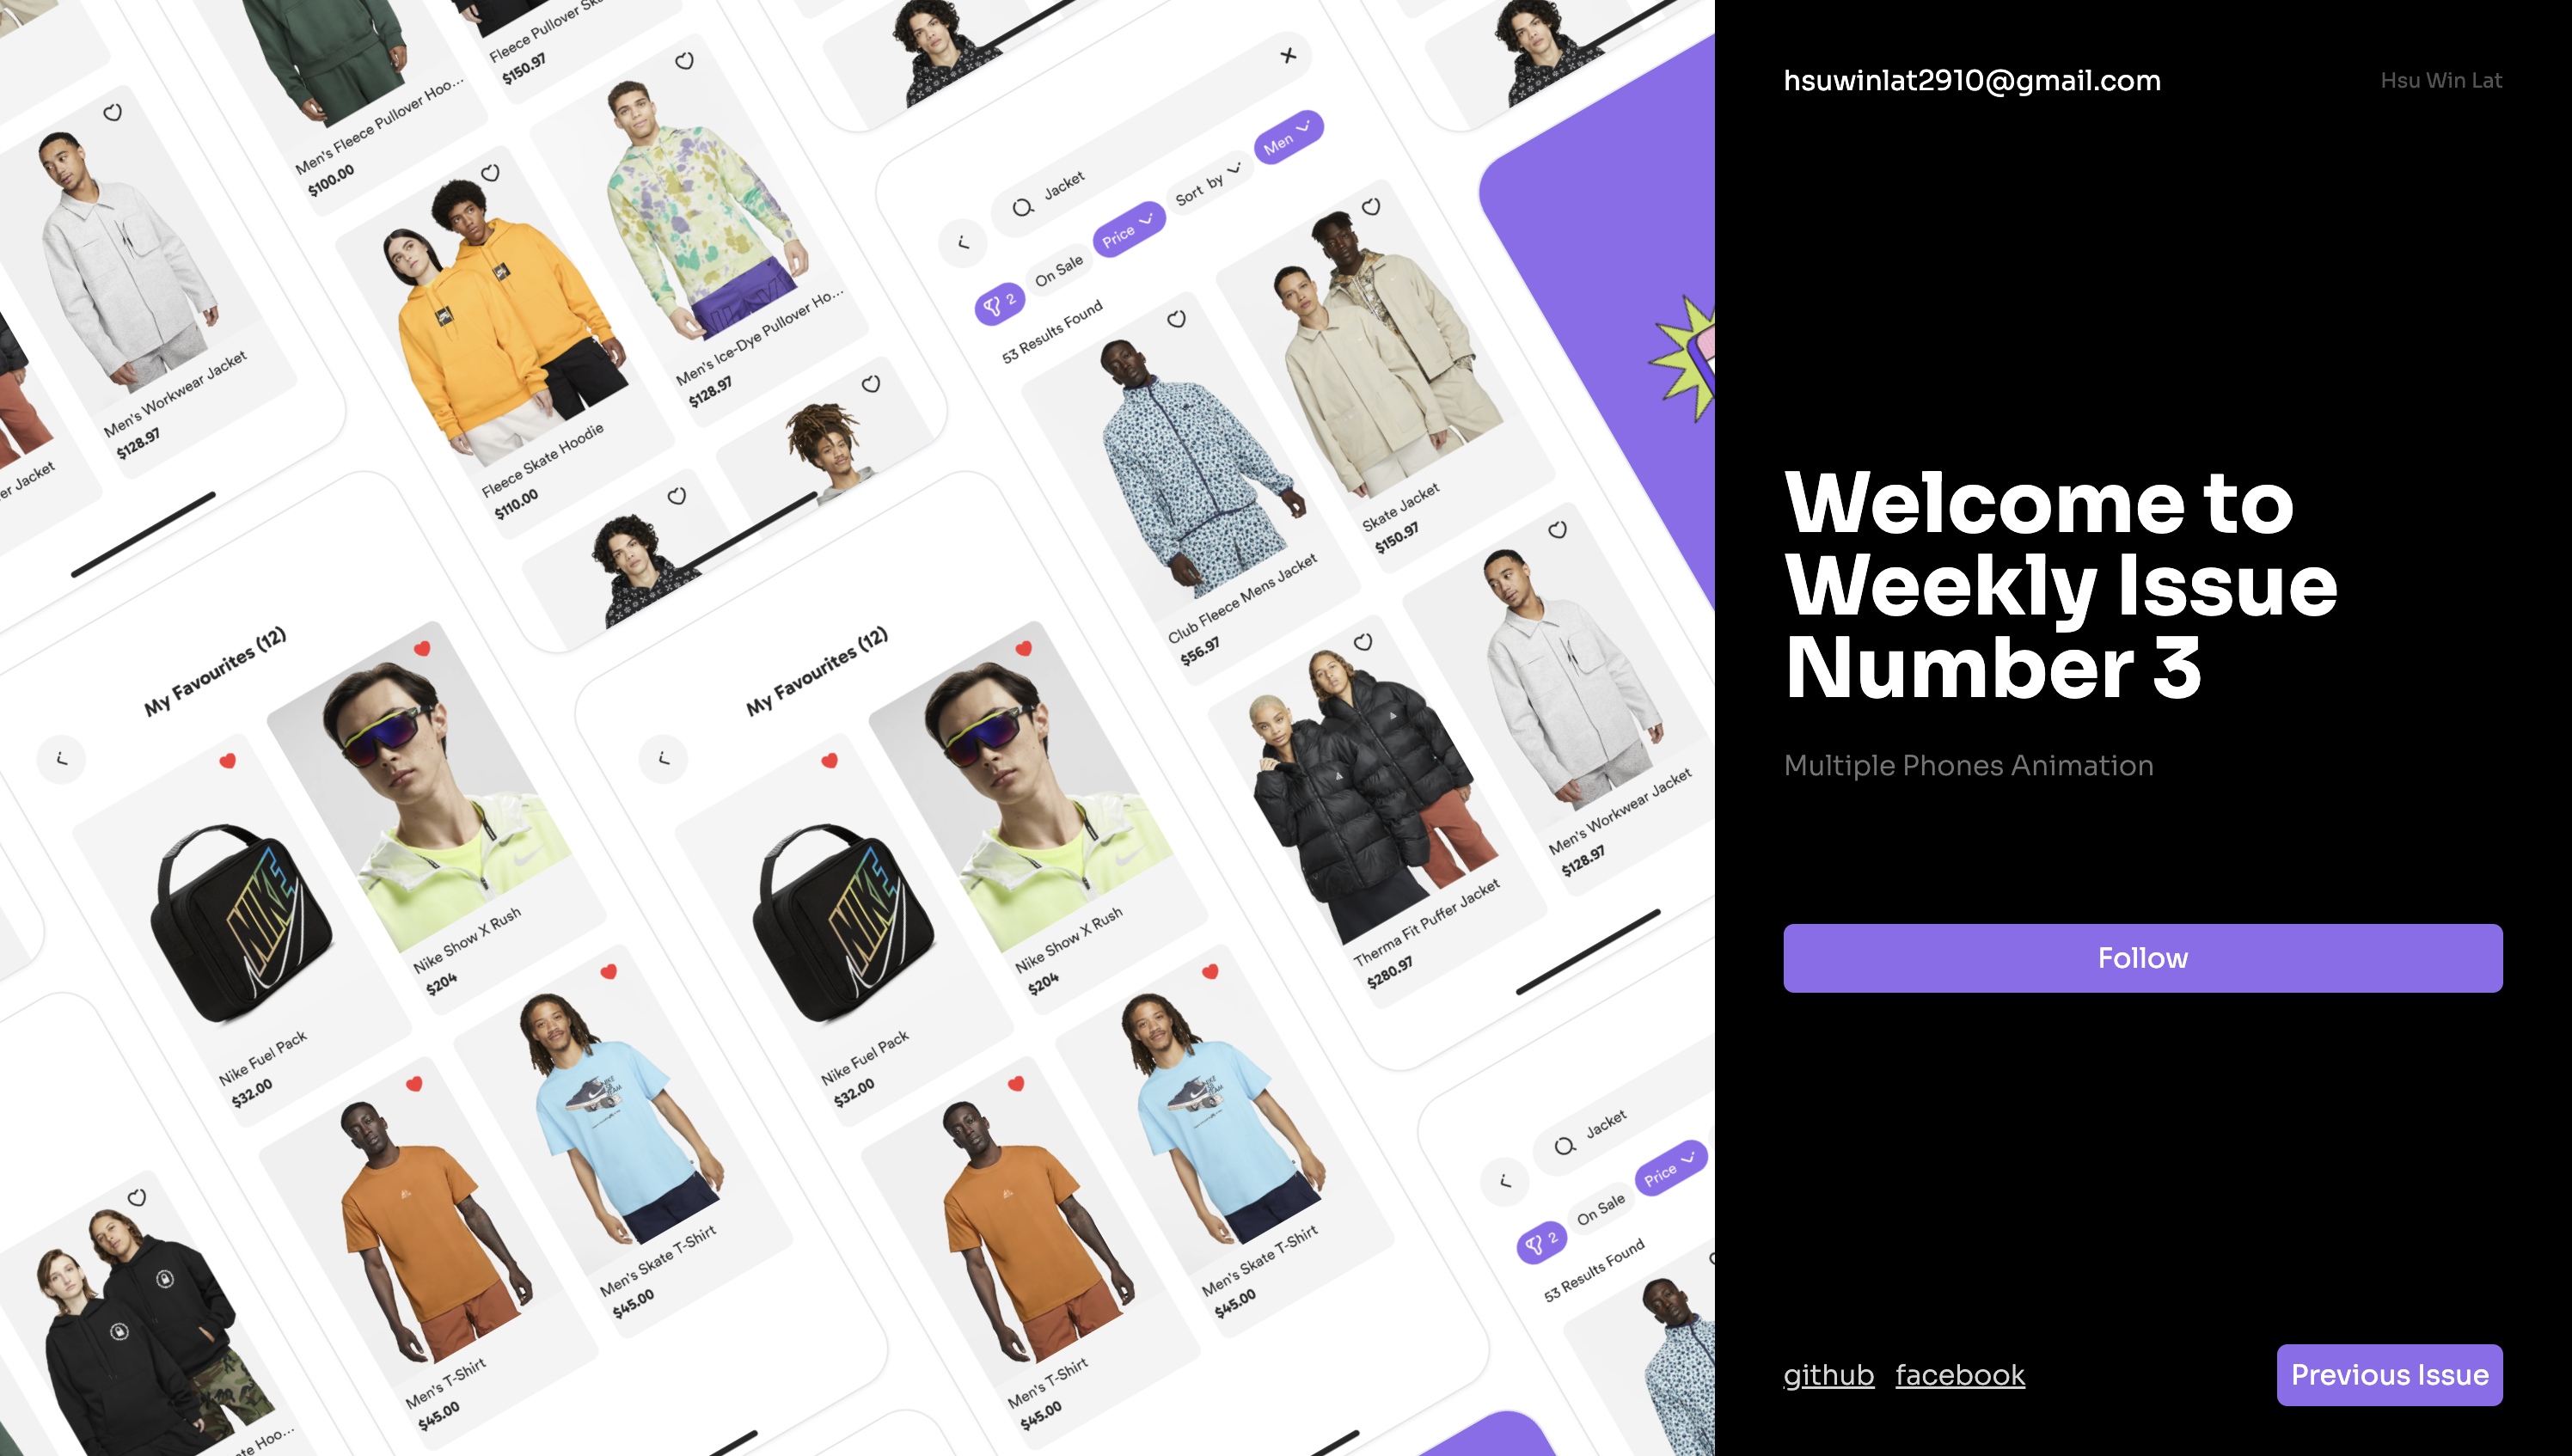 Men's Workwear Jacket
$128.97
er Jacket
Men's Fleece Pullover Hoo...
$100.00
$150.97
Fleece Skate Hoodie
$110.00
Men's Ice-Dye Pullover Ho...
$128.97
Jacket
2
On Sale
Price
Sort by
Men
53 Results Found
Club Fleece Mens Jacket
$56.97
Skate Jacket
$150.97
Therma Fit Puffer Jacket
$280.97
Men's Workwear Jacket
$128.97
My Favourites (12)
NIKE
Nike Fuel Pack
$32.00
Nike Show X Rush
$204
Men's T-Shirt
$45.00
Men's Skate T-Shirt
$45.00
My Favourites (12)
NIKE
Nike Fuel Pack
$32.00
Nike Show X Rush
$204
Men's T-Shirt
$45.00
Men's Skate T-Shirt
$45.00
Jacket
2
On Sale
Price
53 Results Found
hsuwinlat2910@gmail.com
Hsu Win Lat
Welcome to
Weekly Issue
Number 3
Multiple Phones Animation
Follow
github facebook
Previous Issue